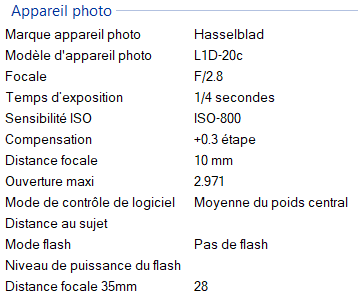 Appareil photo
Marque appareil photo Hasselblad
Modèle d'appareil photo L1D-20c
Focale F/2.8
Temps d'exposition 1/4 secondes
Sensibilité ISO ISO-800
Compensation +0.3 étape
Distance focale 10 mm
Ouverture maxi 2.971
Mode de contrôle de logiciel Moyenne du poids central
Distance au sujet
Mode flash Pas de flash
Niveau de puissance du flash
Distance focale 35mm 28